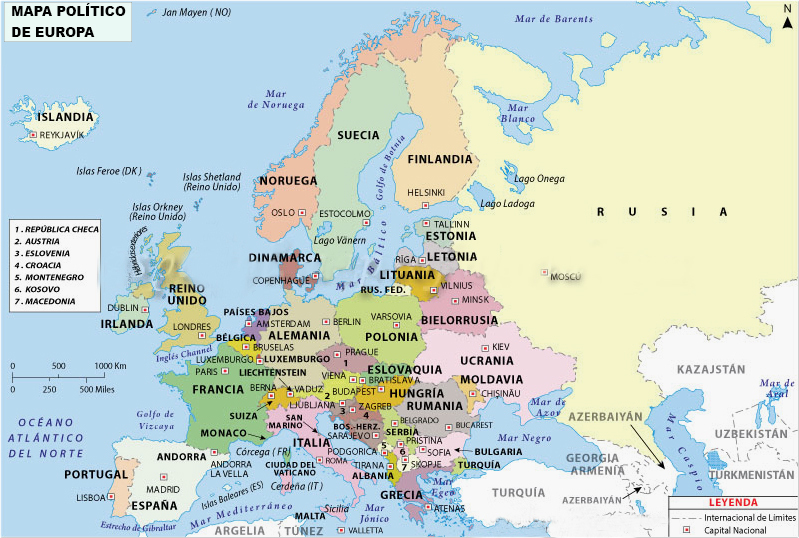 MAPA POLÍTICO
DE EUROPA
Jan Mayen ( NO)
Mar de Barents
N
Mar
de Noruega
Mar
Blanco
ISLANDIA
REYKJAVÍK
SUECIA
Golfo de Botnia
FINLANDIA
Islas Feroe (DK )
Islas Shetland
(Reino Unido)
NORUEGA
HELSINKI
Lago Onega
Lago Ladoga
Islas Orkney
(Reino Unido)
OSLO
ESTOCOLMO
R U S I A
TALLINN
ESTONIA
Lago Vänern
1 . REPÚBLICA CHECA
2 . AUSTRIA
3 . ESLOVENIA
4 . CROACIA
5 . MONTENEGRO
6 . KOSOVO
7 . MACEDONIA
DINAMARCA
Mar Báltico
RĪGA
LETONIA
COPENHAGUE
LITUANIA
MOSCÚ
REINO
UNIDO
RUS. FED.
VILNIUS
MINSK
DUBLIN
IRLANDA
PAÍSES BAJOS
AMSTERDAM
BERLIN
VARSOVIA
BIELORRUSIA
LONDRES
BÉLGICA
ALEMANIA
POLONIA
BRUSELAS
Inglés Channel
LUXEMBURGO
LUXEMBURGO
PRAGUE
1
KIEV
UCRANIA
1000 Km
0
500 Miles
PARIS
LIECHTENSTEIN
ESLOVAQUIA
KAZAJSTÁN
FRANCIA
BERNA
VADUZ
VIENA
BRATISLAVA
MOLDAVIA
2
BUDAPEST
HUNGRÍA
CHIȘINĂU
Mar de
Aral
SUIZA
LJUBLJANA
3
ZAGREB
RUMANIA
Mar
de
Azov
Golfo de
Vizcaya
SAN
MARINO
4
BELGRADO
BUCAREST
AZERBAIYÁN
OCÉANO
ATLÁNTICO
DEL NORTE
MONACO
ITALIA
BOS.-HERZ.
SARAJEVO
SERBIA
Mar Negro
UZBEKISTÁN
Mar Caspio
ANDORRA
Córcega ( FR )
PODGORICA
5
PRISTINA
6
SOFIA
BULGARIA
GEORGIA
ARMENIA
PORTUGAL
ANDORRA
LA VELLA
CIUDAD DEL
VATICANO
ROMA
TIRANA
7
SKOPJE
TURQUÍA
TURKMENISTÁN
MADRID
Cerdeña (IT )
ALBANIA
LISBOA
ESPAÑA
Islas Baleares (ES)
GRECIA
Mar
Egeo
TURQUÍA
AZERBAIYÁN
LEYENDA
Internacional de Límites
Capital Nacional
Estrecho de Gibraltar
Mar Mediterráneo
Sicilia
Mar
Jónico
ATENAS
MALTA
VALLETTA
ARGELIA
TÚNEZ